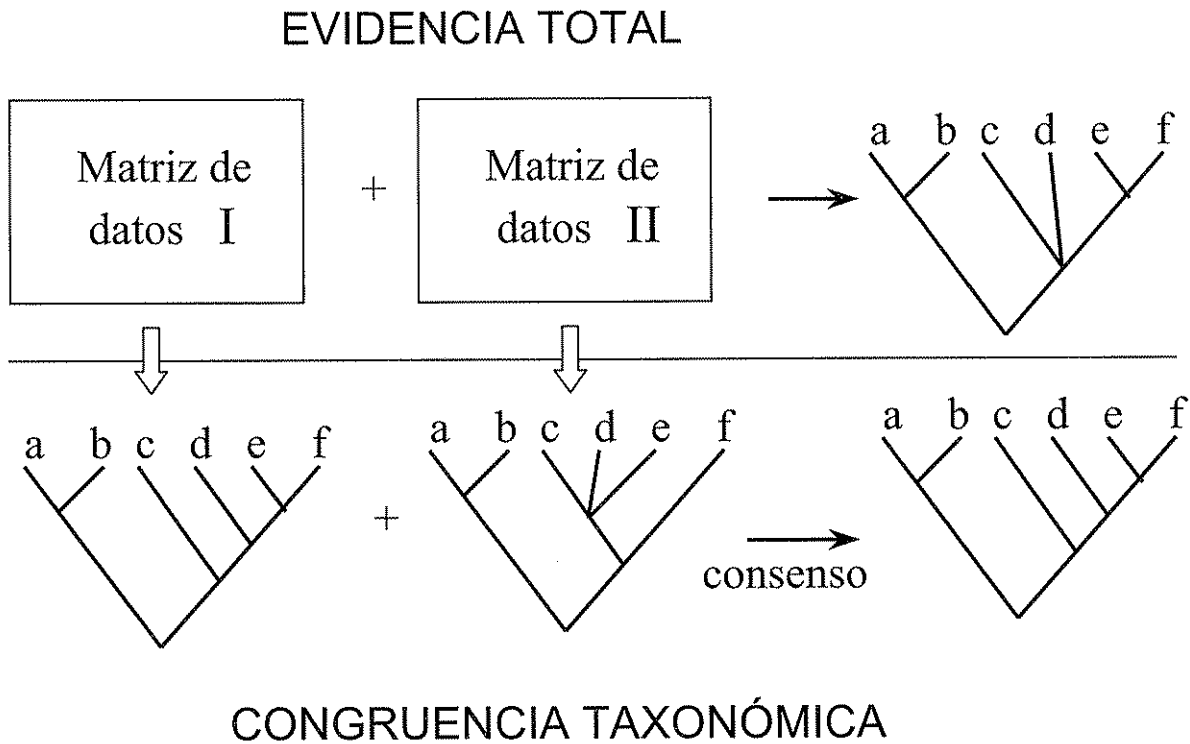 EVIDENCIA TOTAL
Matriz de
datos I
+
Matriz de
datos II
a b c d e f
a b c d e f
+
a b c d e f
consenso
a b c d e f
CONGRUENCIA TAXONÓMICA